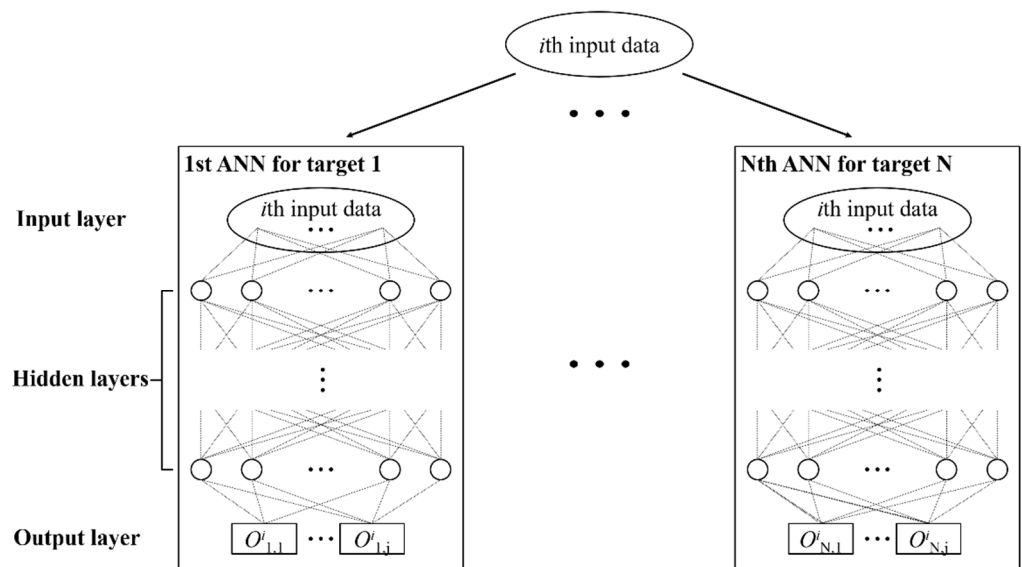 ith input data
• • •
1st ANN for target 1
Nth ANN for target N
Input layer
ith input data
• • •
ith input data
• • •
• • •
• • •
Hidden layers
• • •
• • •
• • •
Output layer
Oⁱ1,1 • • • Oⁱ1,j
OⁱN,1 • • • OⁱN,j